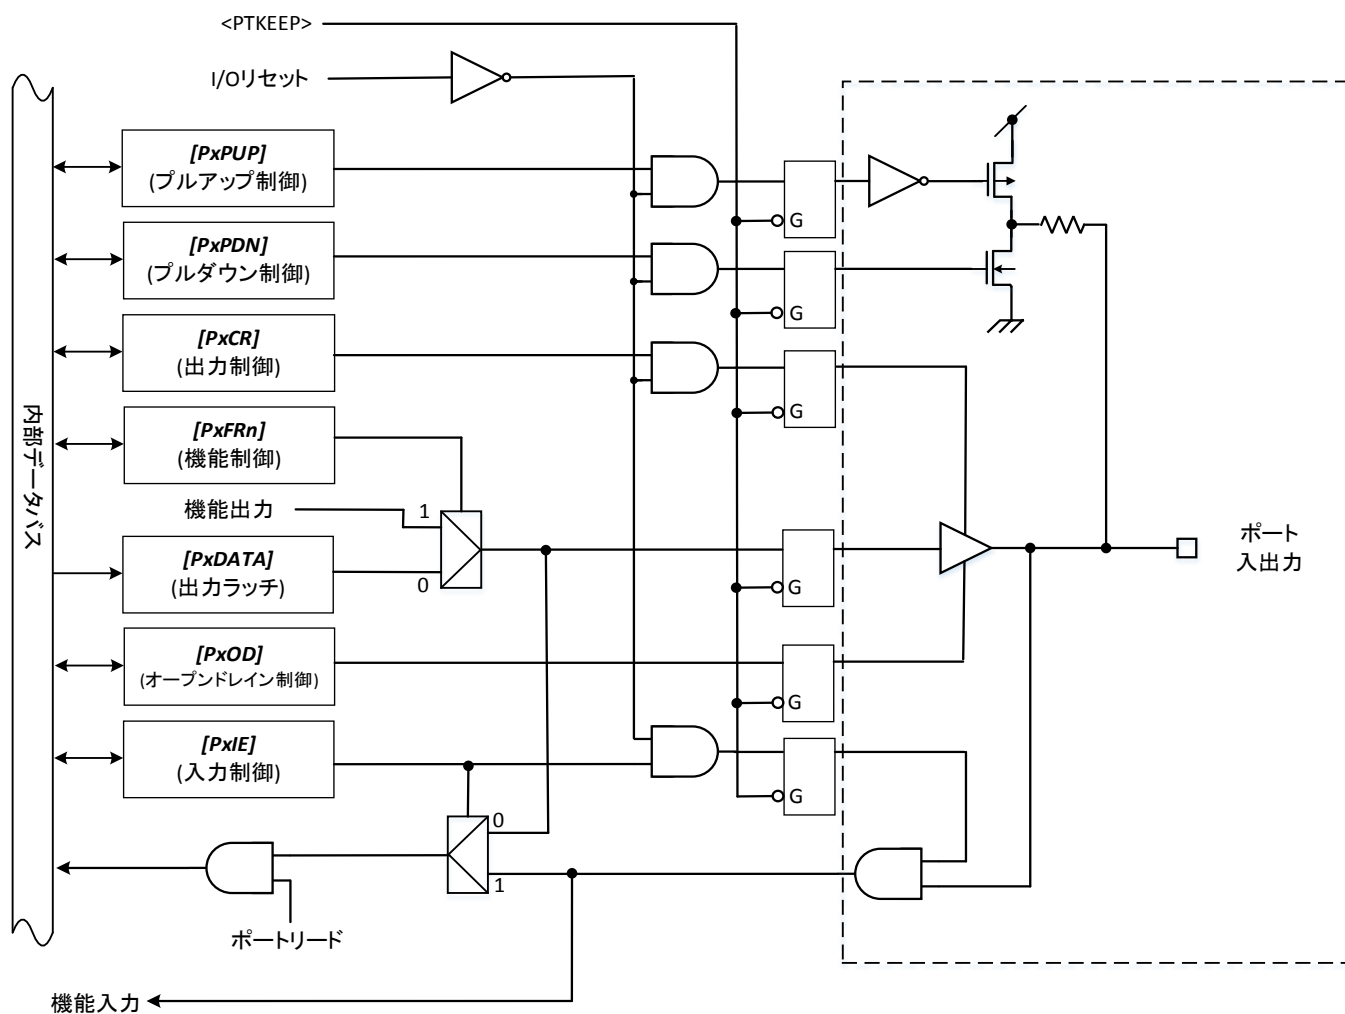 <PTKEEP>
I/Oリセット
[PxPUP]
(プルアップ制御)
G
[PxPDN]
(プルダウン制御)
G
[PxCR]
(出力制御)
G
内部データバス
[PxFRn]
(機能制御)
機能出力
1
0
[PxDATA]
(出力ラッチ)
G
ポート
入出力
[PxOD]
(オープンドレイン制御)
G
[PxIE]
(入力制御)
G
0
1
ポートリード
機能入力